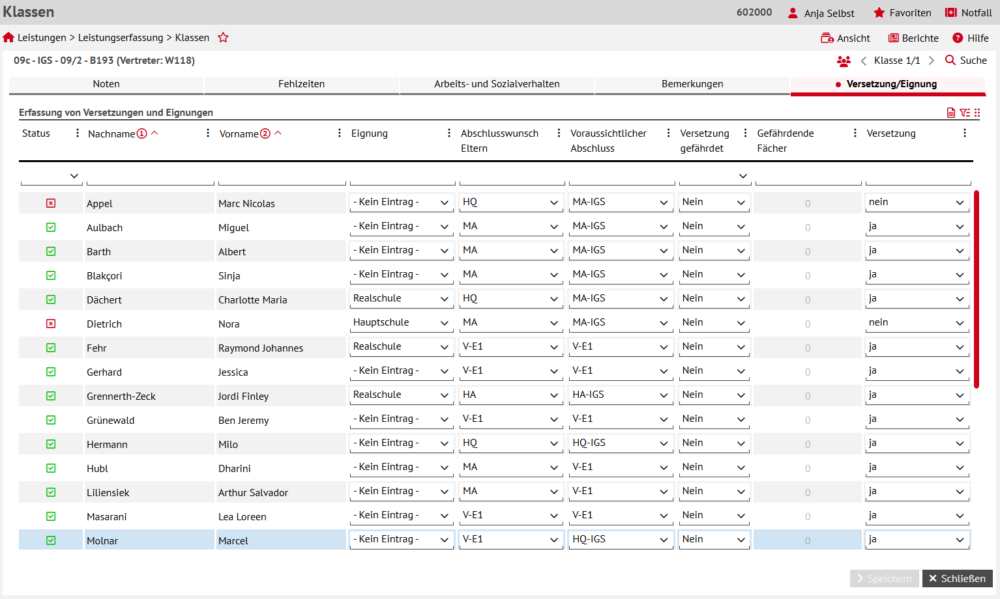 Klassen
602000 Anja Selbst Favoriten Notfall
Leistungen > Leistungserfassung > Klassen
Ansicht Berichte Hilfe
09c - IGS - 09/2 - B193 (Vertreter: W118)
Klasse 1/1 Suche
Noten Fehlzeiten Arbeits- und Sozialverhalten Bemerkungen Versetzung/Eignung
Erfassung von Versetzungen und Eignungen
Status Nachname 1 Vorname 2 Eignung Abschlusswunsch Eltern Voraussichtlicher Abschluss Versetzung gefährdet Gefährdende Fächer Versetzung
Appel Marc Nicolas - Kein Eintrag - HQ MA-IGS Nein 0 nein
Aulbach Miguel - Kein Eintrag - MA MA-IGS Nein 0 ja
Barth Albert - Kein Eintrag - MA MA-IGS Nein 0 ja
Blakçori Sinja - Kein Eintrag - MA MA-IGS Nein 0 ja
Dächert Charlotte Maria Realschule HQ MA-IGS Nein 0 ja
Dietrich Nora Hauptschule MA MA-IGS Nein 0 nein
Fehr Raymond Johannes Realschule V-E1 V-E1 Nein 0 ja
Gerhard Jessica - Kein Eintrag - V-E1 V-E1 Nein 0 ja
Grennerth-Zeck Jordi Finley Realschule HA HA-IGS Nein 0 ja
Grünewald Ben Jeremy - Kein Eintrag - V-E1 V-E1 Nein 0 ja
Hermann Milo - Kein Eintrag - HQ HQ-IGS Nein 0 ja
Hubl Dharini - Kein Eintrag - MA V-E1 Nein 0 ja
Liliensiek Arthur Salvador - Kein Eintrag - MA V-E1 Nein 0 ja
Masarani Lea Loreen - Kein Eintrag - V-E1 V-E1 Nein 0 ja
Molnar Marcel - Kein Eintrag - V-E1 HQ-IGS Nein 0 ja
Speichern Schließen